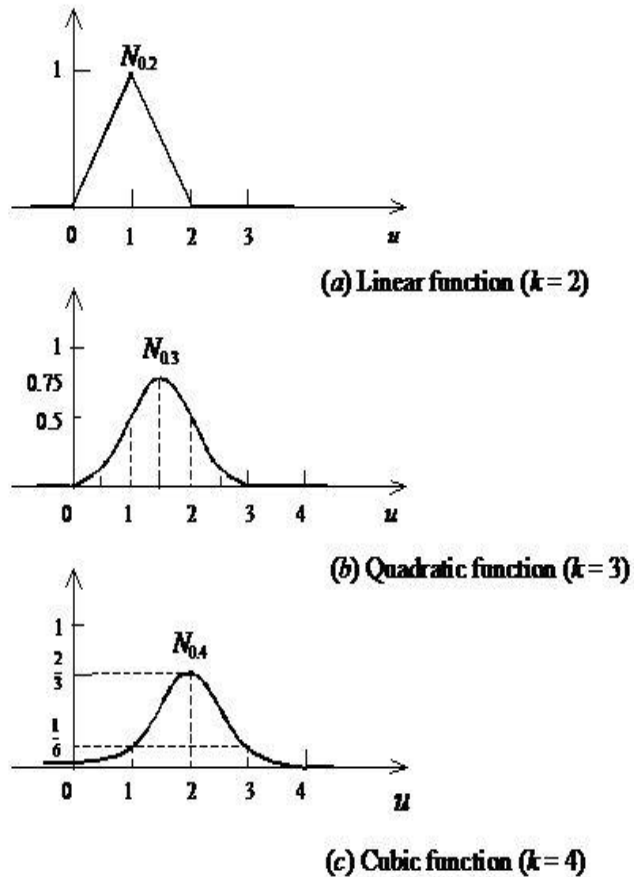 N0.2
1
0 1 2 3 u
(a) Linear function (k = 2)
N0.3
1
0.75
0.5
0 1 2 3 4 u
(b) Quadratic function (k = 3)
1
N0.4
2/3
1/6
0 1 2 3 4 u
(c) Cubic function (k = 4)